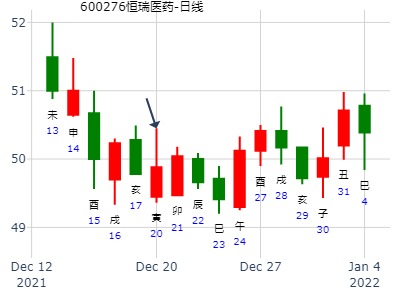 600276恒瑞医药-日线
52
51
50
49
未
13
申
14
酉
15
戌
16
亥
17
寅
20
卯
21
辰
22
巳
23
午
24
酉
27
戌
28
亥
29
子
30
丑
31
巳
4
Dec 12
2021
Dec 20
Dec 27
Jan 4
2022